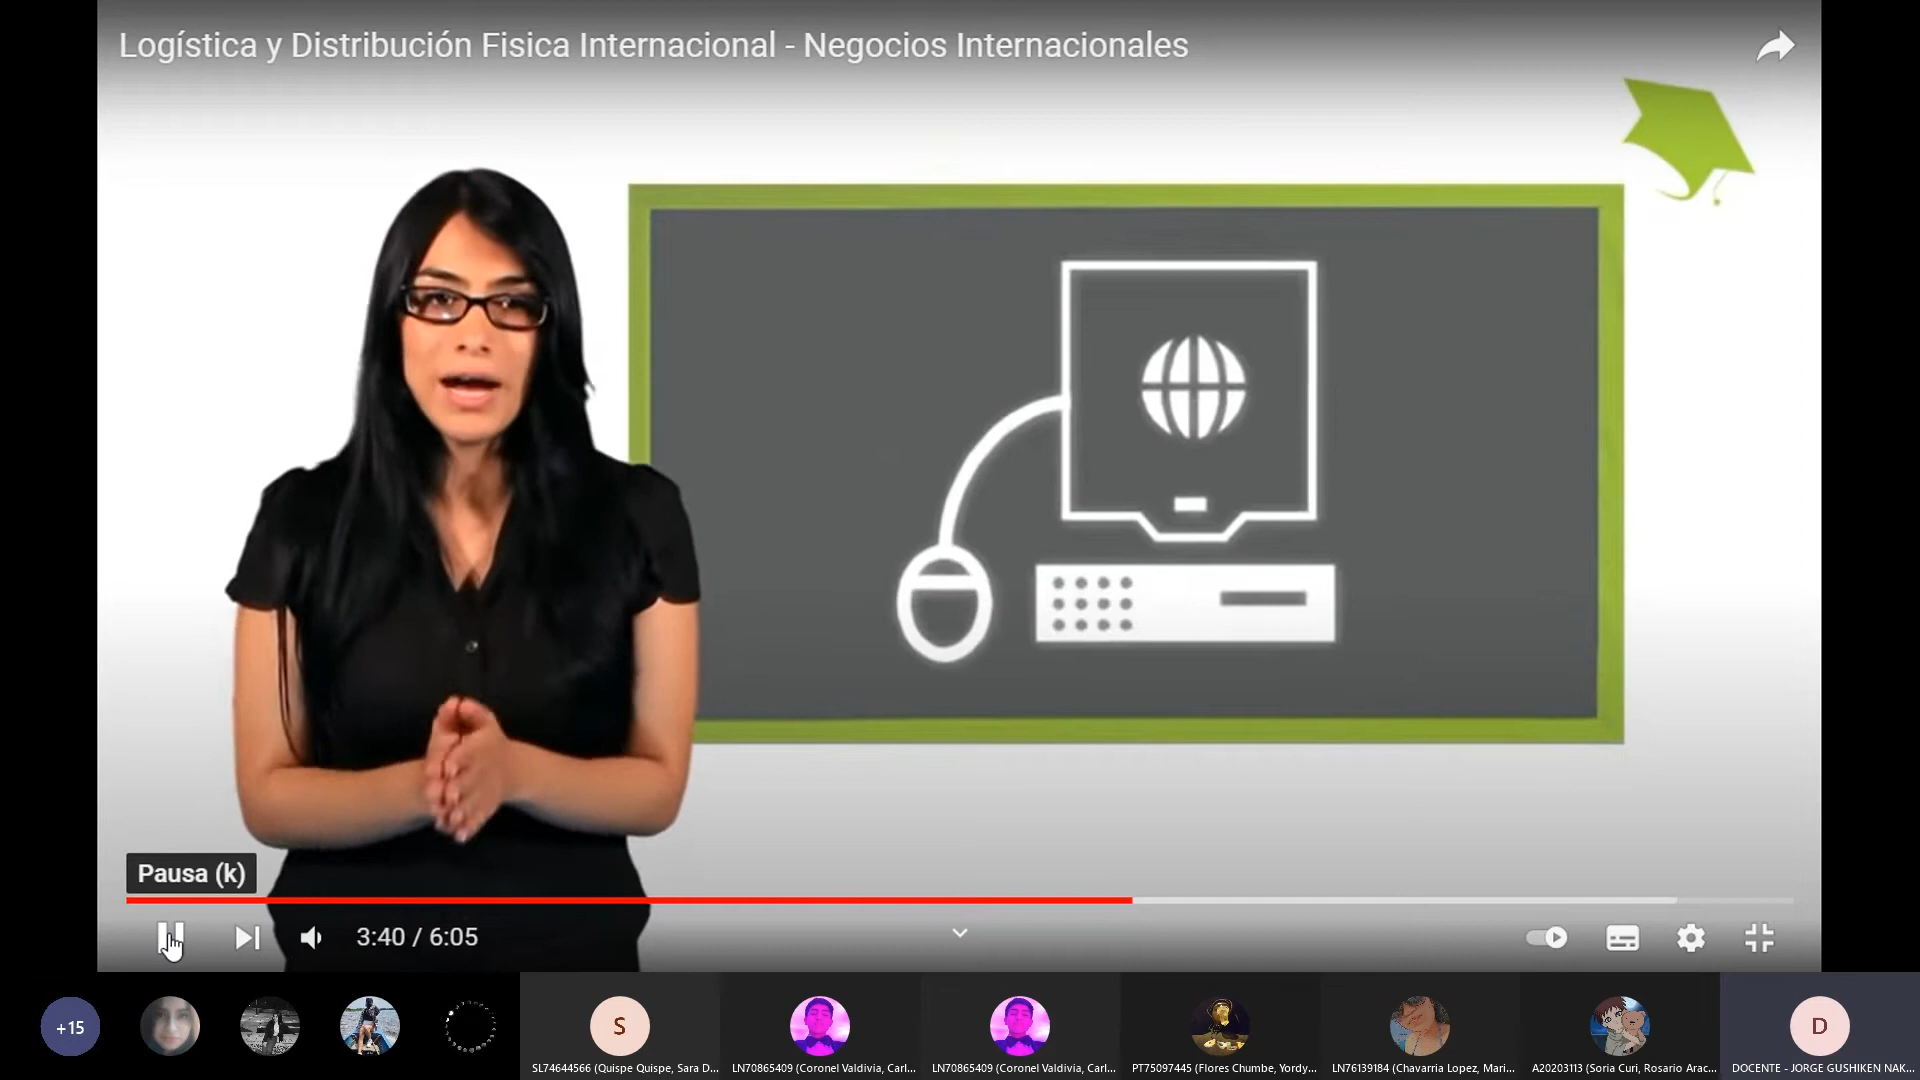 Logística y Distribución Fisica Internacional - Negocios Internacionales
Pausa (k)
3:40 / 6:05
+15
S
D
SL74644566 (Quispe Quispe, Sara D...
LN70865409 (Coronel Valdivia, Carl...
LN70865409 (Coronel Valdivia, Carl...
PT75097445 (Flores Chumbe, Yordy...
LN76139184 (Chavarria Lopez, Mari...
A20203113 (Soria Curi, Rosario Arac...
DOCENTE - JORGE GUSHIKEN NAK...